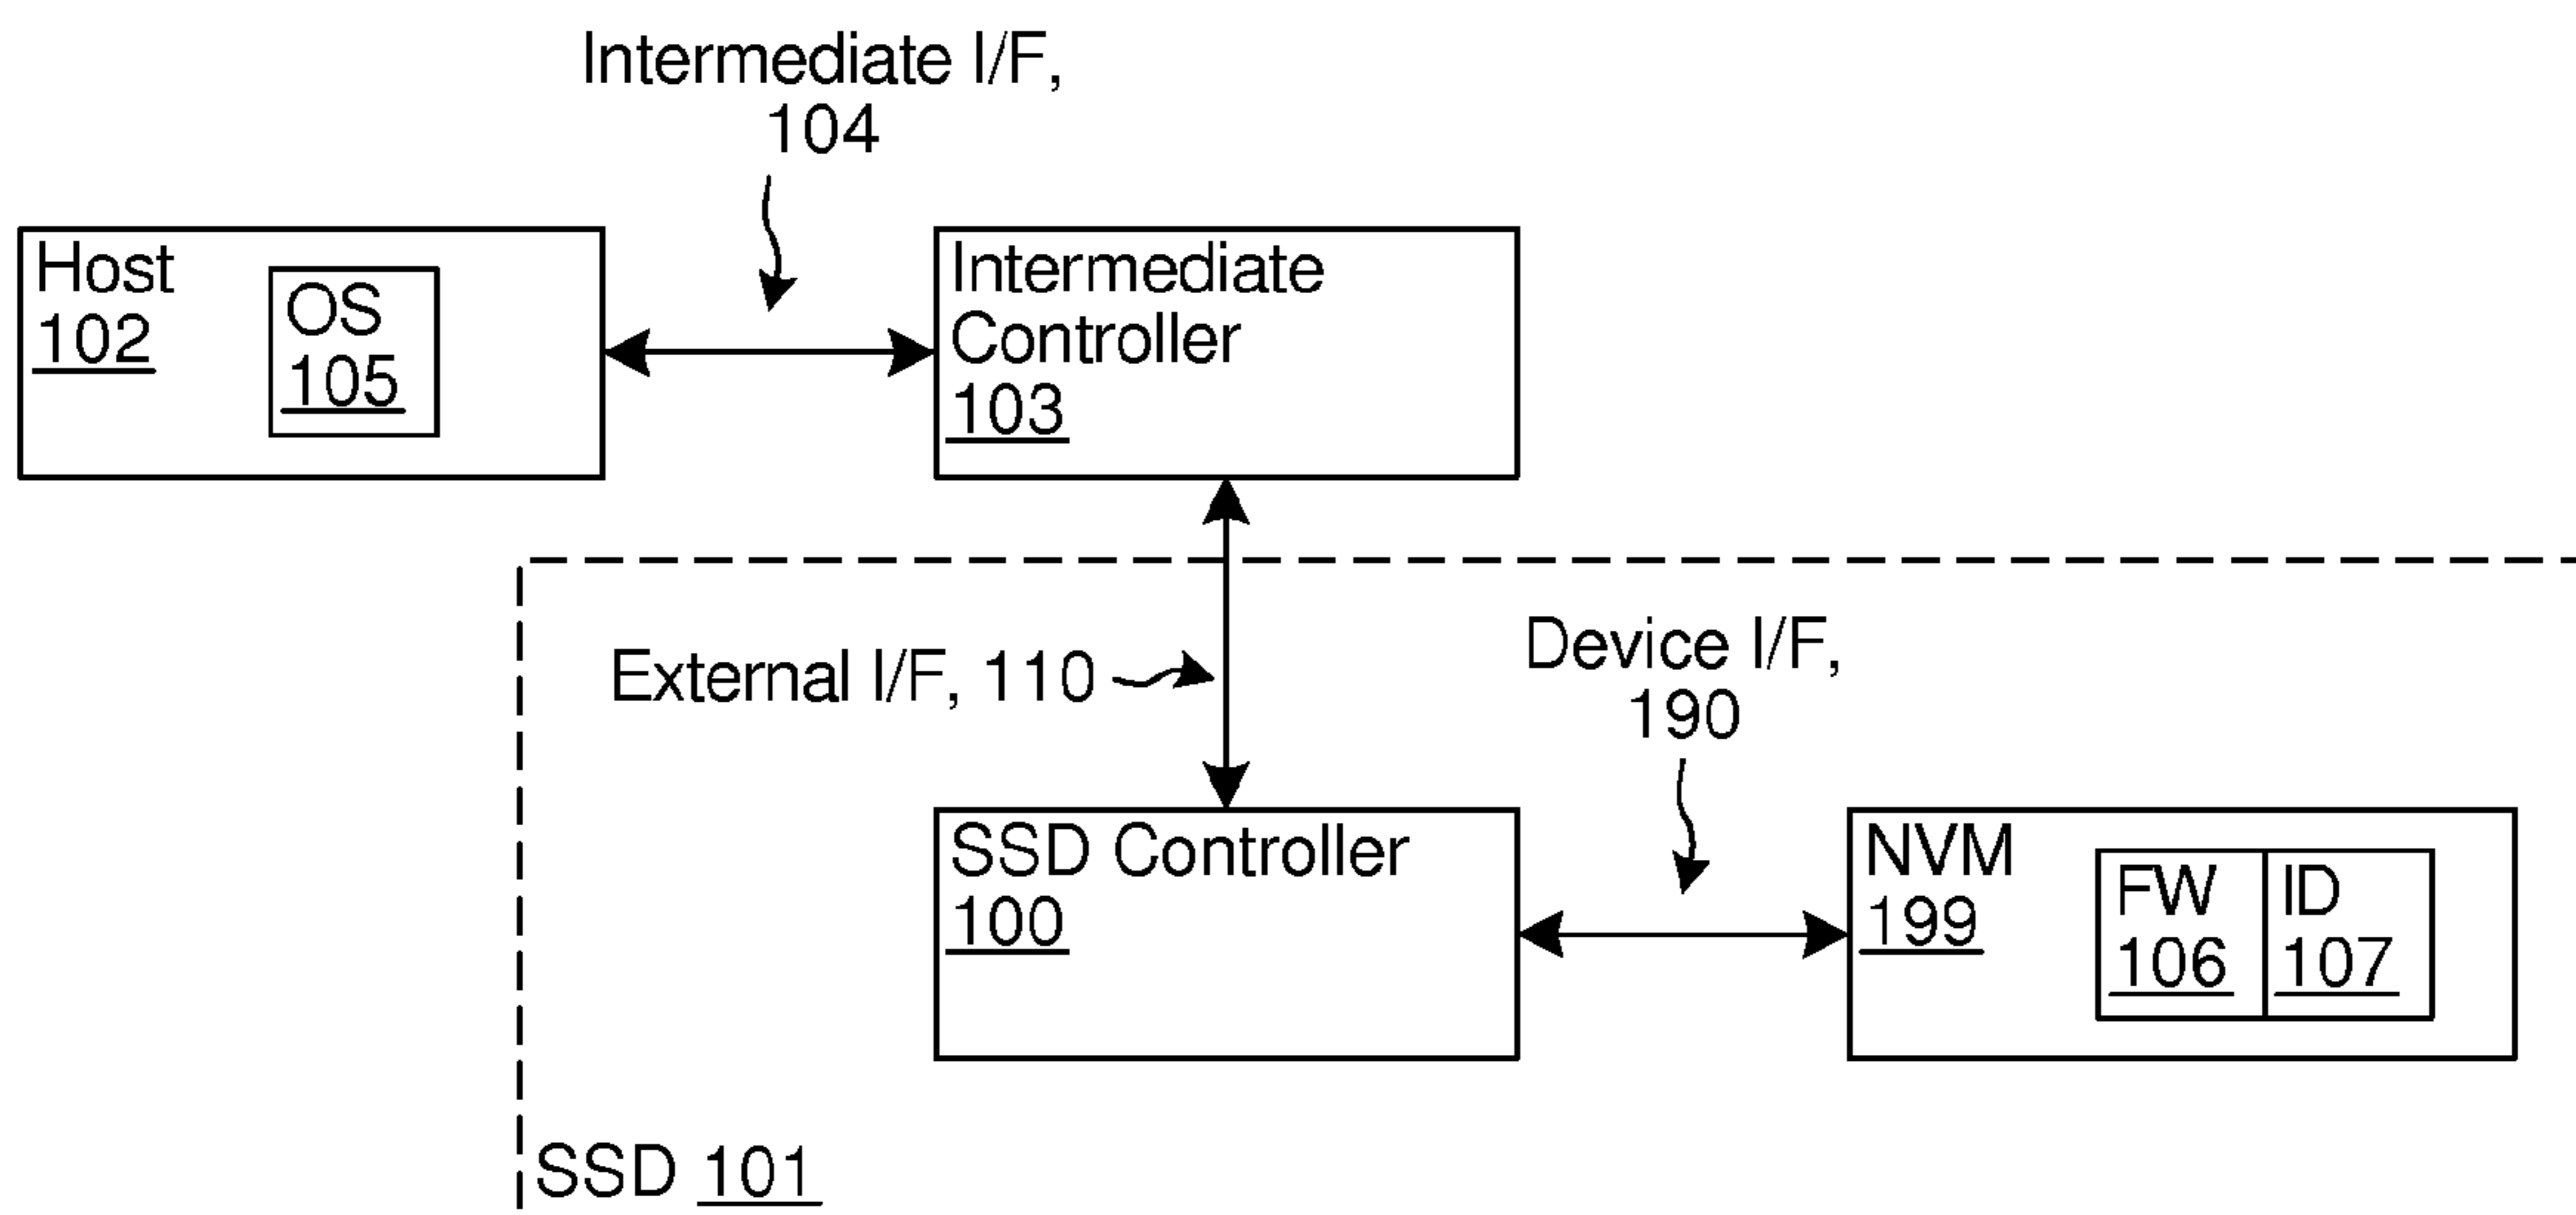 Intermediate I/F,
104
Host
102
OS
105
Intermediate
Controller
103
External I/F, 110
Device I/F,
190
SSD Controller
100
NVM
199
FW
106
ID
107
SSD 101